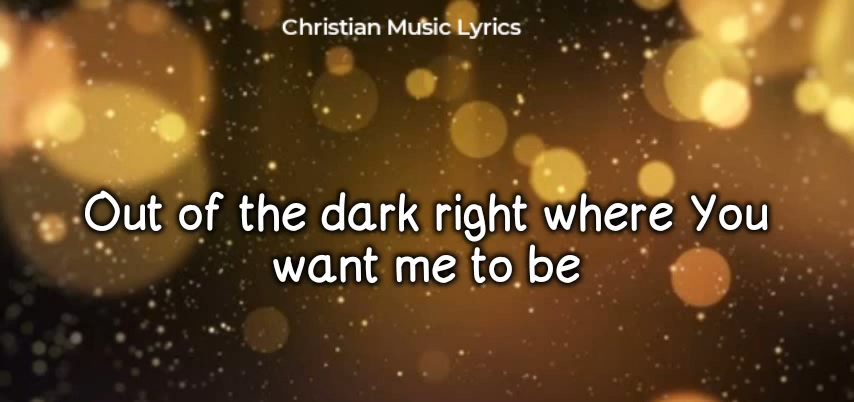 Christian Music Lyrics
Out of the dark right where You
want me to be